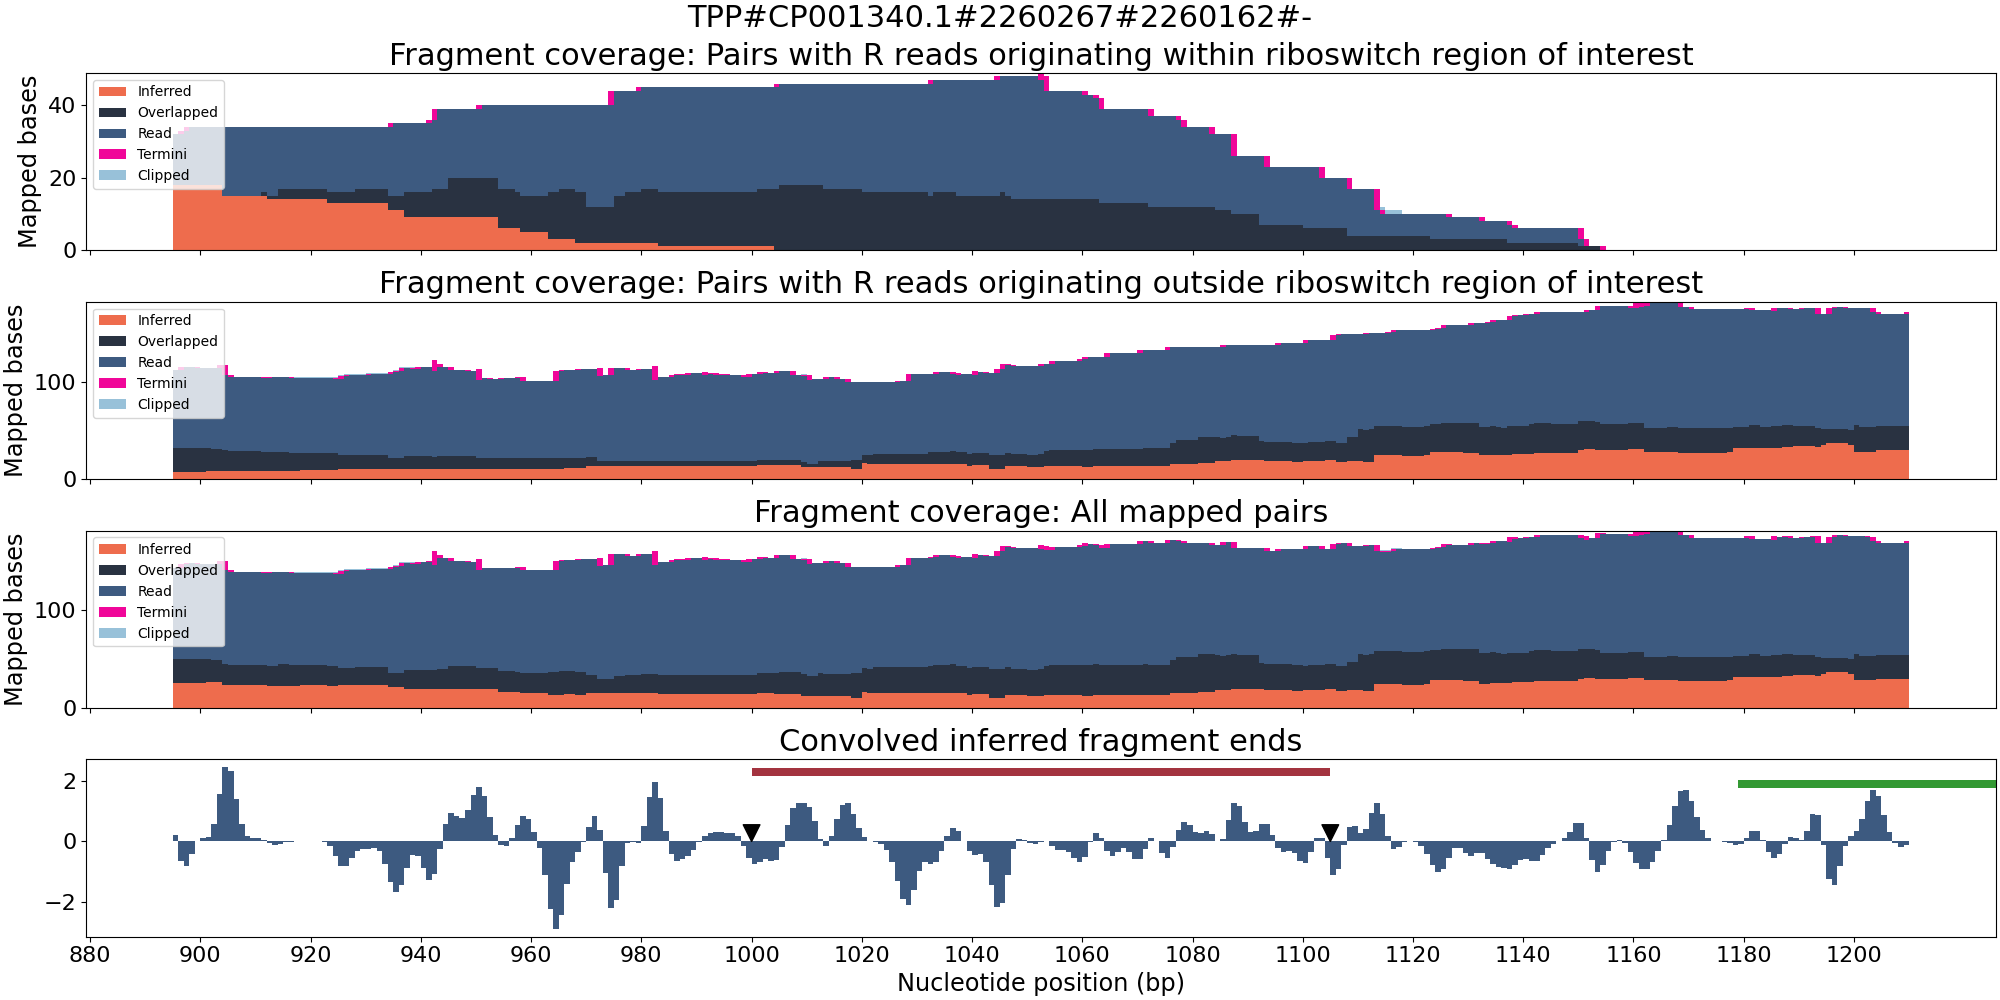 TPP#CP001340.1#2260267#2260162#-
Fragment coverage: Pairs with R reads originating within riboswitch region of interest
Mapped bases
40
20
0
Inferred
Overlapped
Read
Termini
Clipped
Fragment coverage: Pairs with R reads originating outside riboswitch region of interest
Mapped bases
100
0
Inferred
Overlapped
Read
Termini
Clipped
Fragment coverage: All mapped pairs
Mapped bases
100
0
Inferred
Overlapped
Read
Termini
Clipped
Convolved inferred fragment ends
2
0
−2
880 900 920 940 960 980 1000 1020 1040 1060 1080 1100 1120 1140 1160 1180 1200
Nucleotide position (bp)